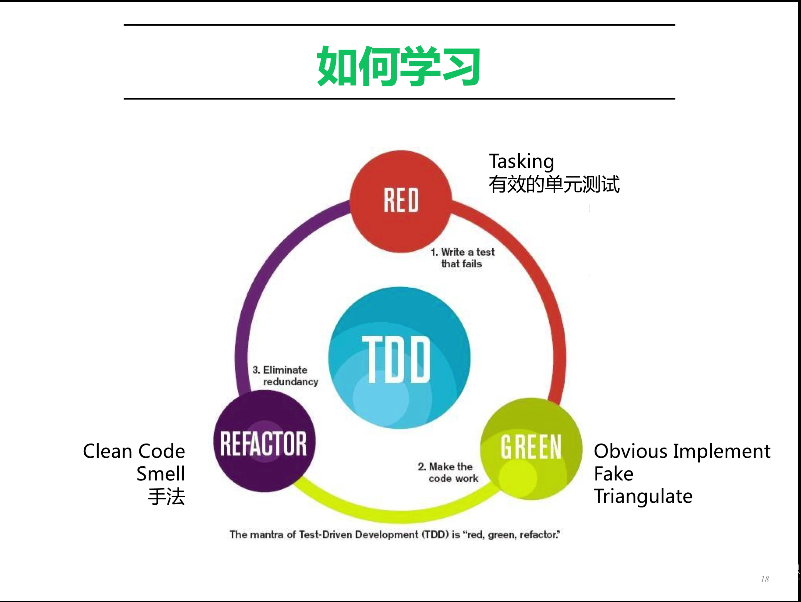 如何学习
RED
Tasking
有效的单元测试
1. Write a test
that fails
TDD
3. Eliminate
redundancy
REFACTOR
Clean Code
Smell
手法
GREEN
2. Make the
code work
Obvious Implement
Fake
Triangulate
The mantra of Test-Driven Development (TDD) is “red, green, refactor.”
18